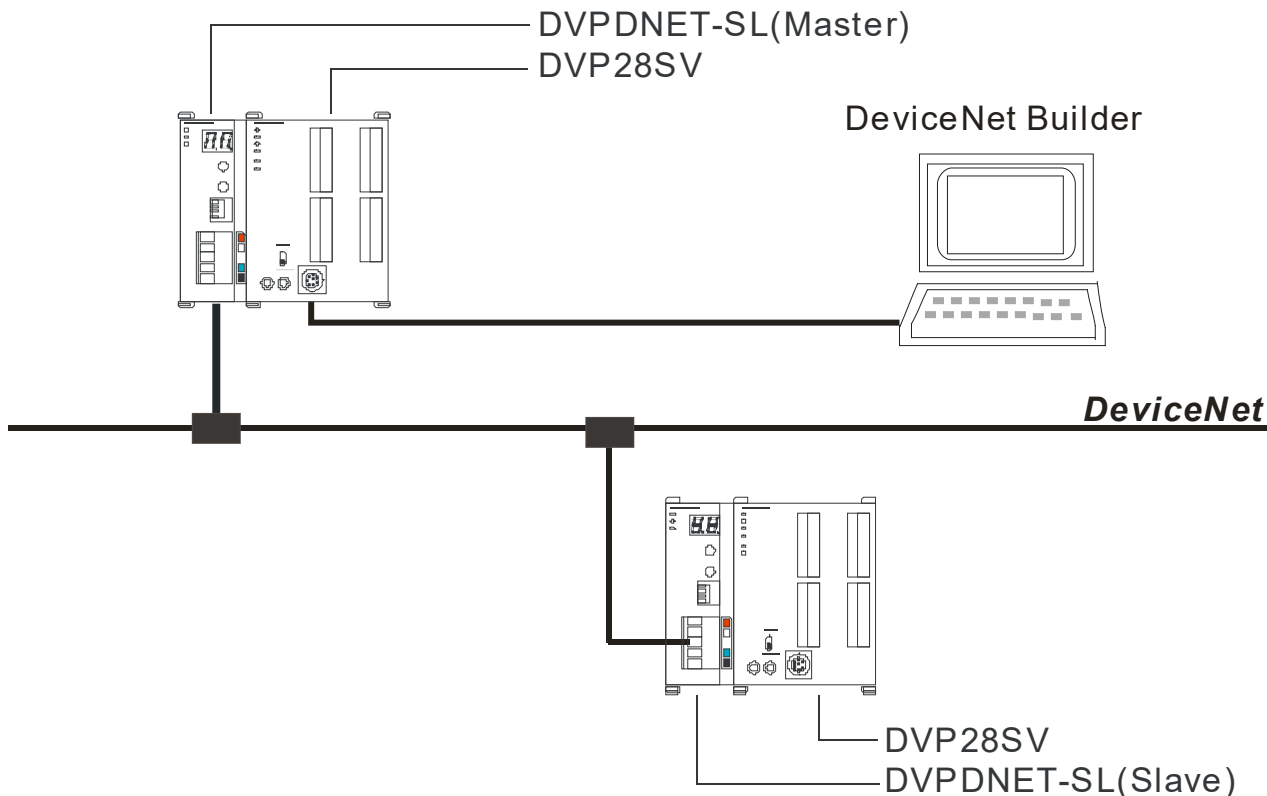 DVPDNET-SL(Master)
DVP28SV
DeviceNet Builder
DeviceNet
DVP28SV
DVPDNET-SL(Slave)